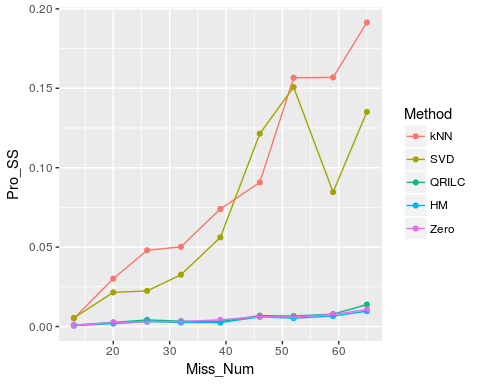 0.20
0.15
0.10
0.05
0.00
Pro_SS
20
30
40
50
60
Miss_Num
Method
kNN
SVD
QRILC
HM
Zero